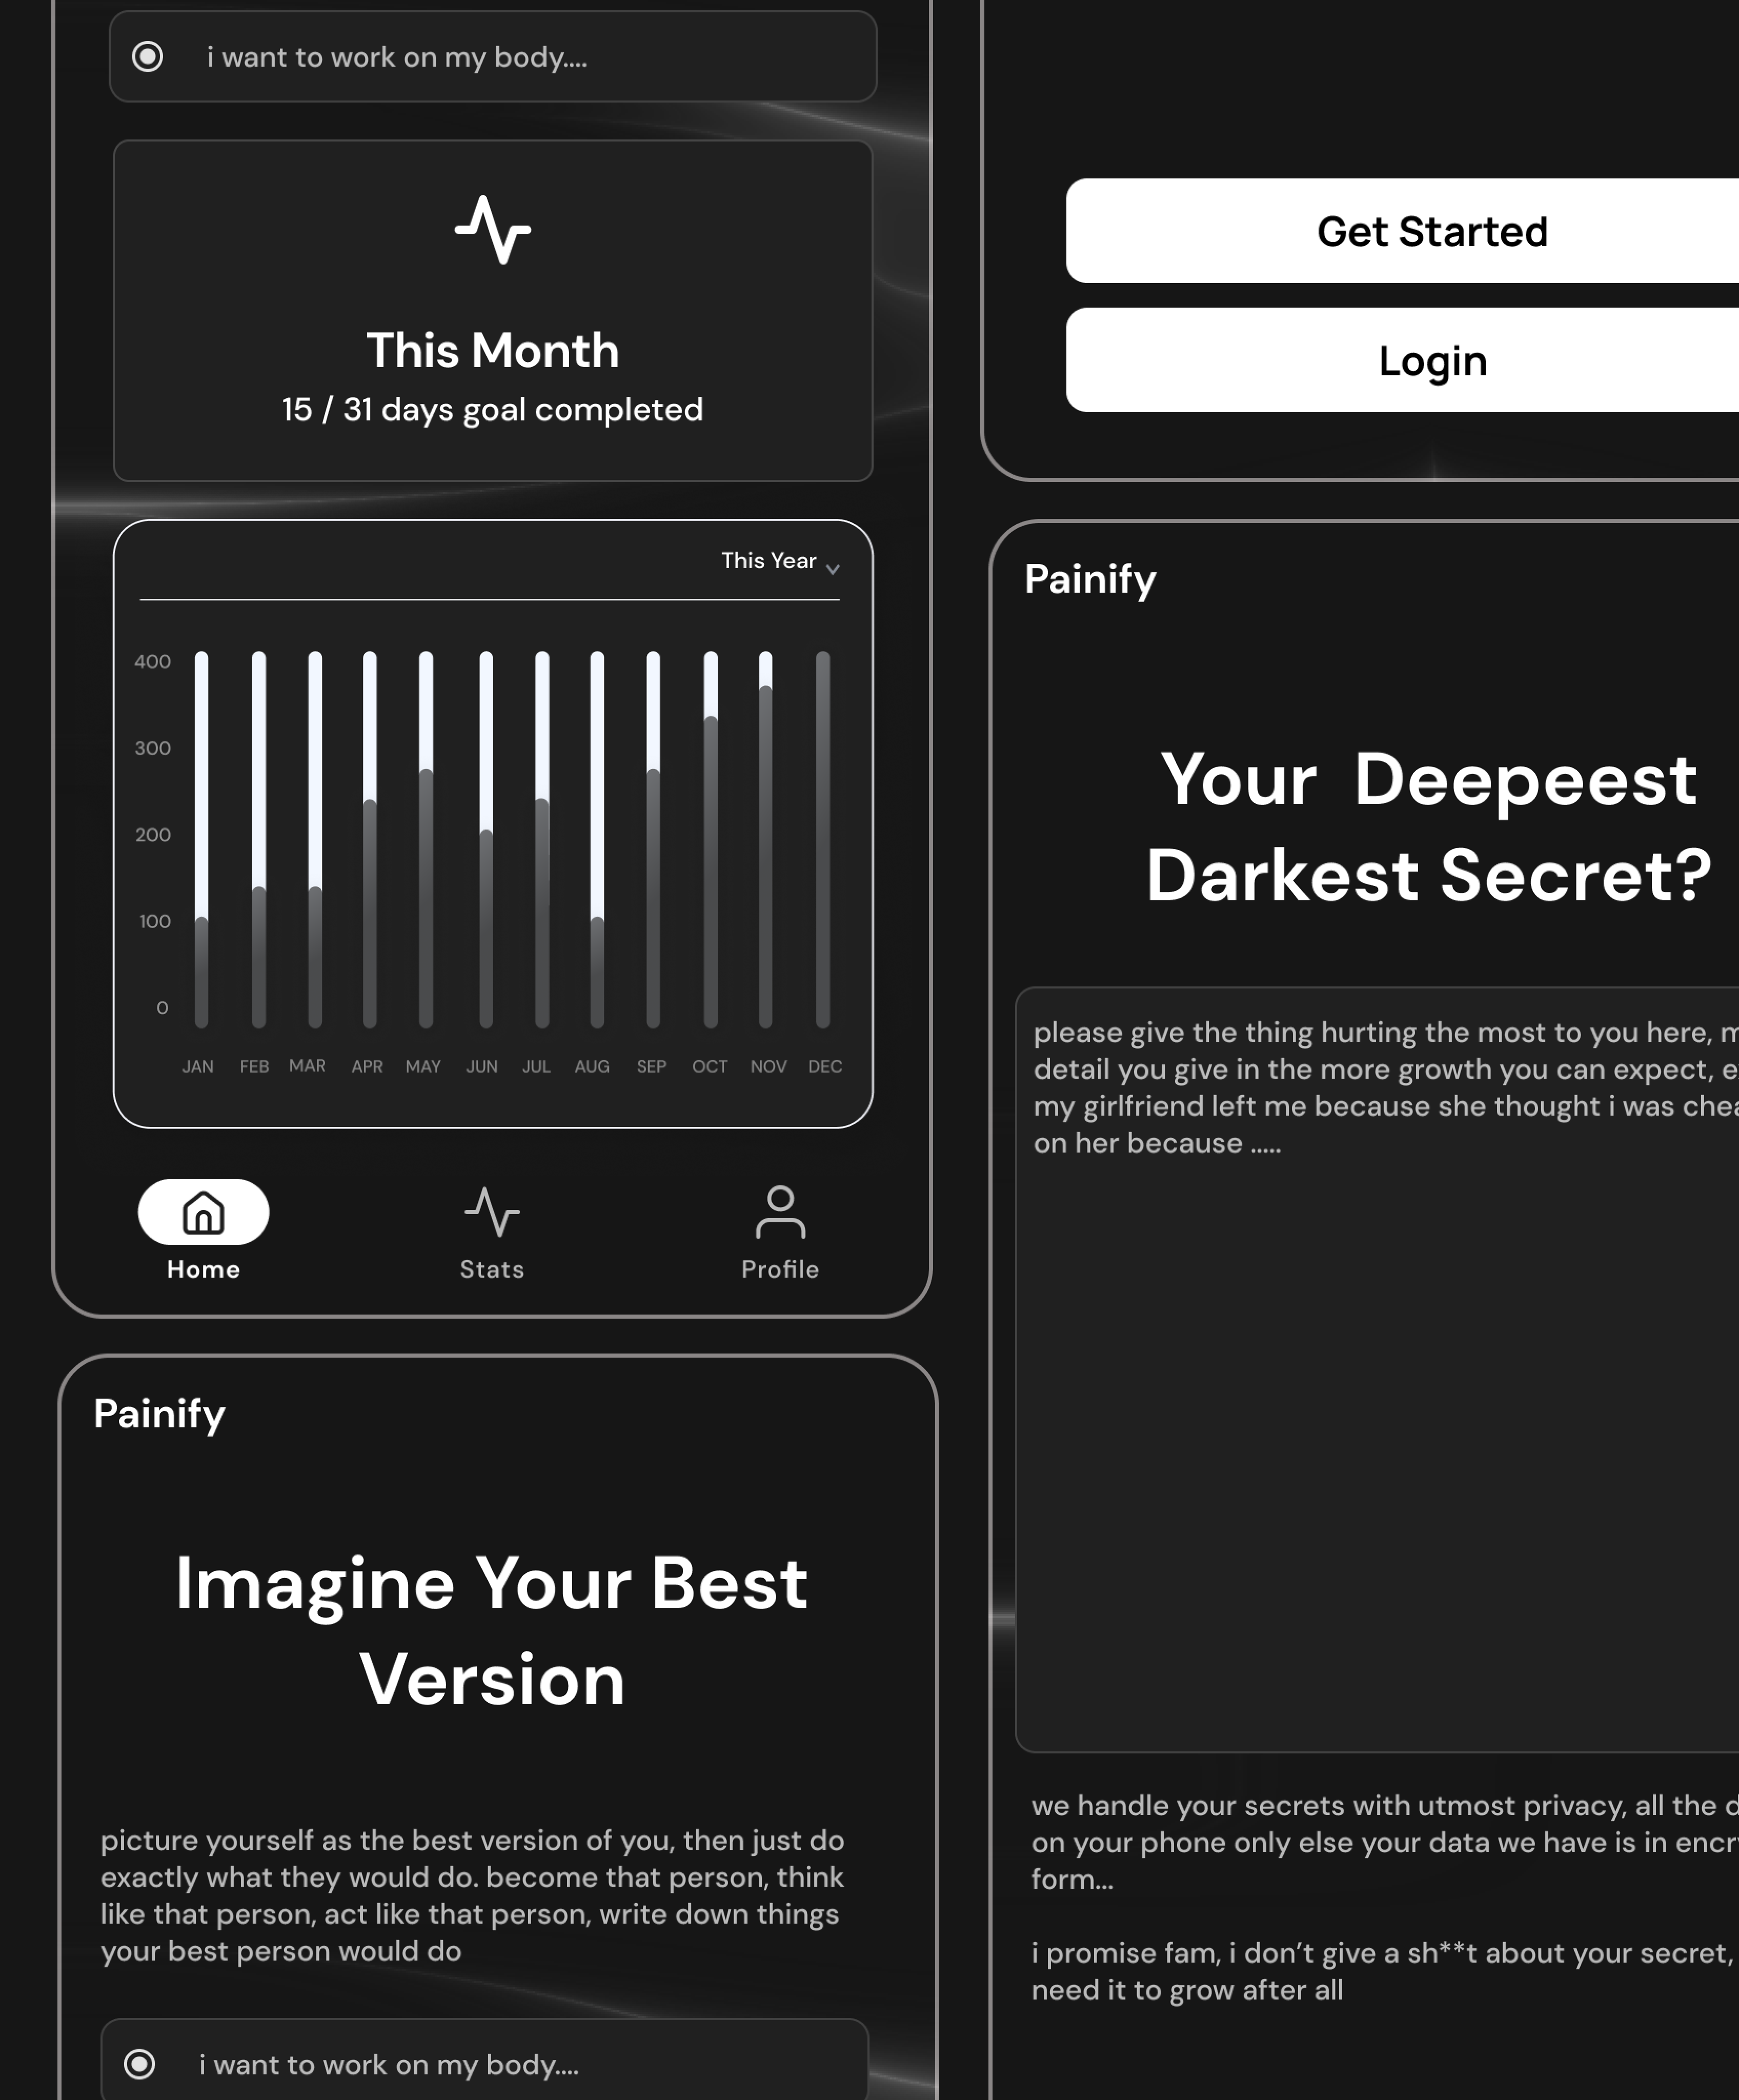 i want to work on my body....
This Month
15 / 31 days goal completed
This Year
400
300
200
100
0
JAN FEB MAR APR MAY JUN JUL AUG SEP OCT NOV DEC
Home Stats Profile
Painify
Imagine Your Best
Version
picture yourself as the best version of you, then just do
exactly what they would do. become that person, think
like that person, act like that person, write down things
your best person would do
i want to work on my body....
Get Started
Login
Painify
Your Deepeest
Darkest Secret?
please give the thing hurting the most to you here,
detail you give in the more growth you can expect,
my girlfriend left me because she thought i was
on her because .....
we handle your secrets with utmost privacy, all the
on your phone only else your data we have is in
form...
i promise fam, i don’t give a sh**t about your secret,
need it to grow after all